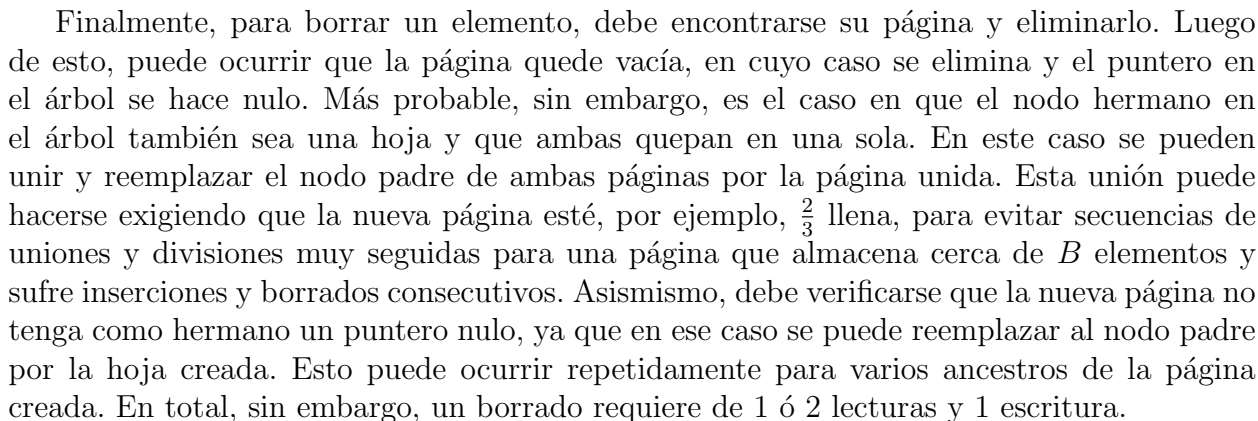 Finalmente, para borrar un elemento, debe encontrarse su página y eliminarlo. Luego
de esto, puede ocurrir que la página quede vacía, en cuyo caso se elimina y el puntero en
el árbol se hace nulo. Más probable, sin embargo, es el caso en que el nodo hermano en
el árbol también sea una hoja y que ambas quepan en una sola. En este caso se pueden
unir y reemplazar el nodo padre de ambas páginas por la página unida. Esta unión puede
hacerse exigiendo que la nueva página esté, por ejemplo, 2/3 llena, para evitar secuencias de
uniones y divisiones muy seguidas para una página que almacena cerca de B elementos y
sufre inserciones y borrados consecutivos. Asismismo, debe verificarse que la nueva página no
tenga como hermano un puntero nulo, ya que en ese caso se puede reemplazar al nodo padre
por la hoja creada. Esto puede ocurrir repetidamente para varios ancestros de la página
creada. En total, sin embargo, un borrado requiere de 1 ó 2 lecturas y 1 escritura.